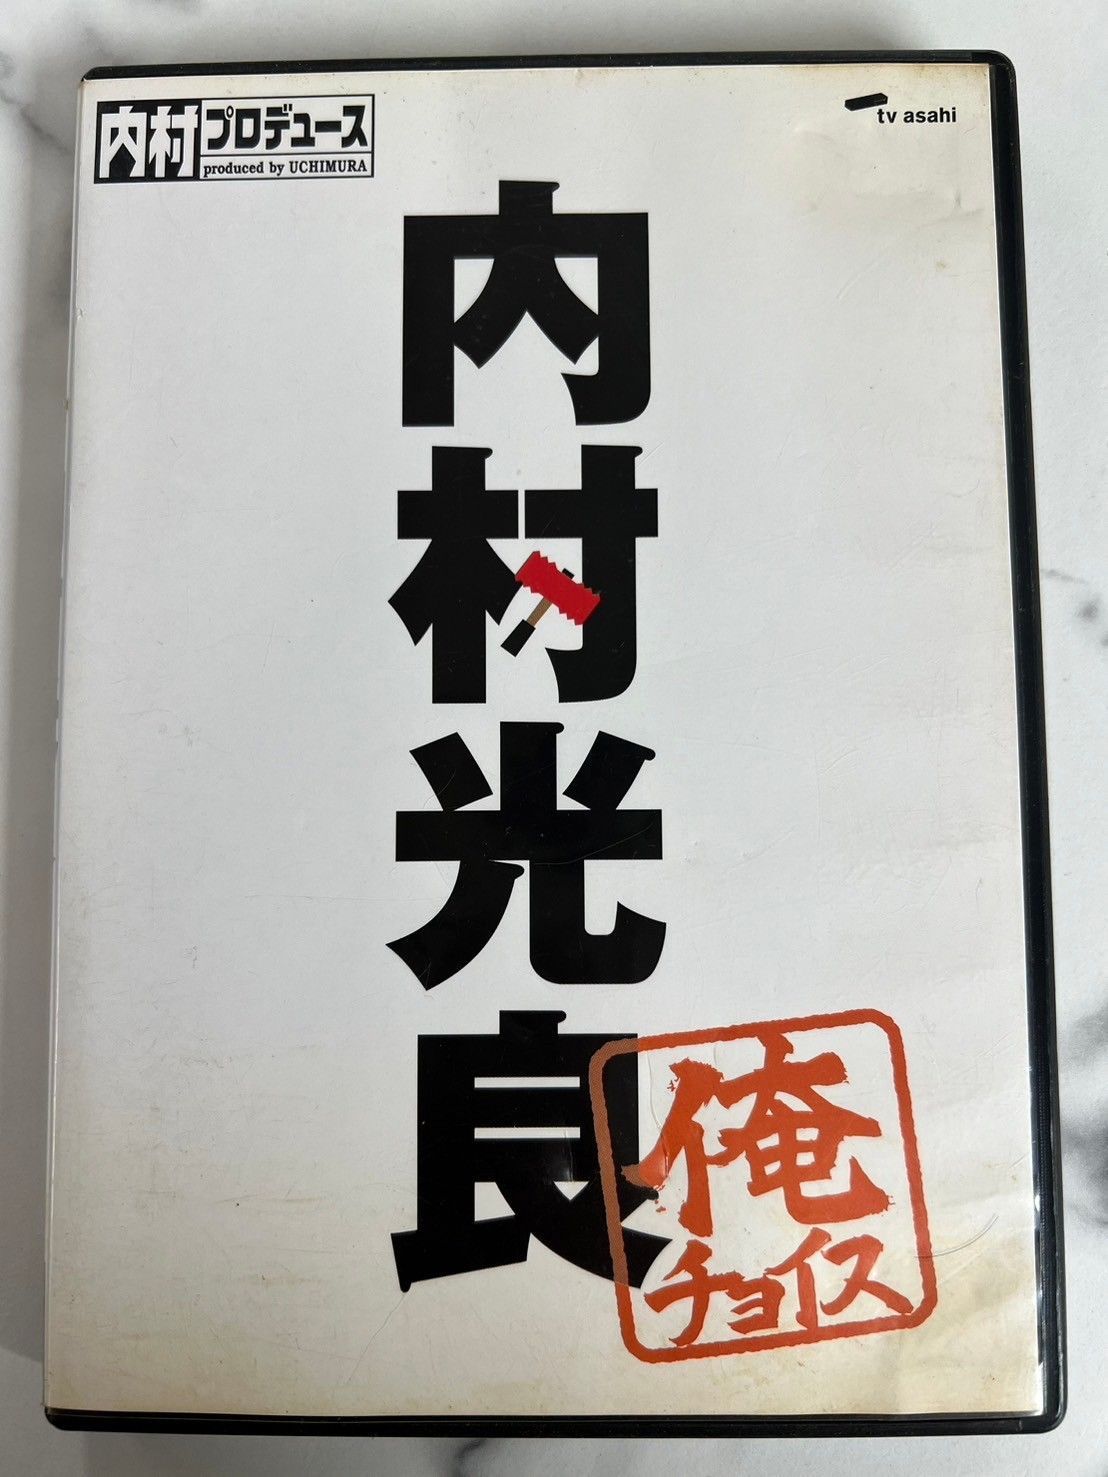 内村プロデュース
produced by UCHIMURA
tv asahi
内村光良
俺
チョイス